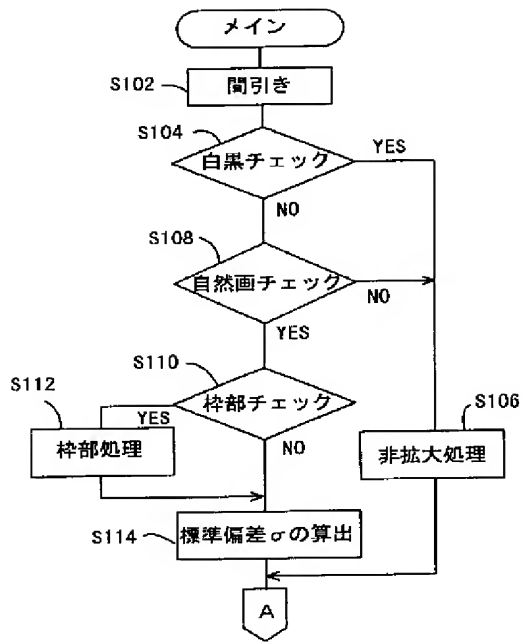 メイン
S102
間引き
S104
白黒チェック
YES
NO
S108
自然画チェック
NO
YES
S110
S112
枠部チェック
YES
S106
枠部処理
NO
非拡大処理
S114
標準偏差σの算出
A